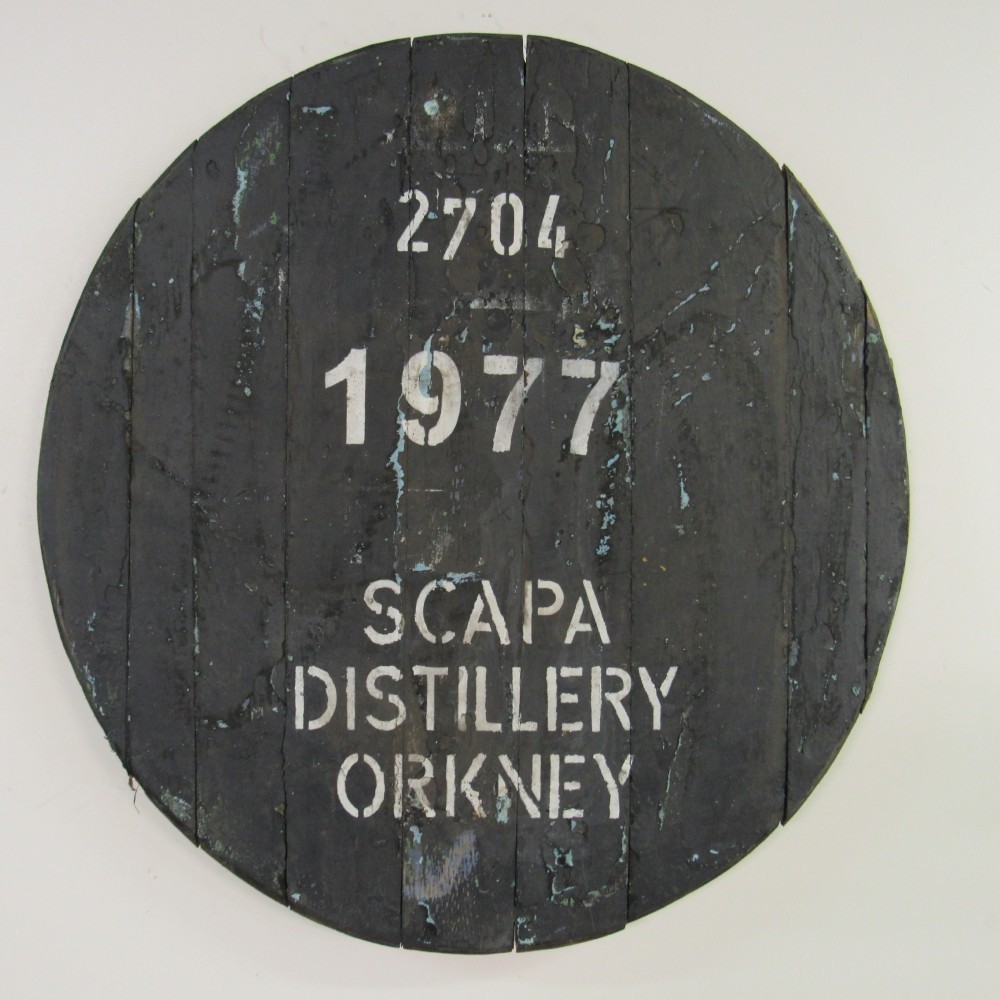 2704
1977
SCAPA
DISTILLERY
ORKNEY